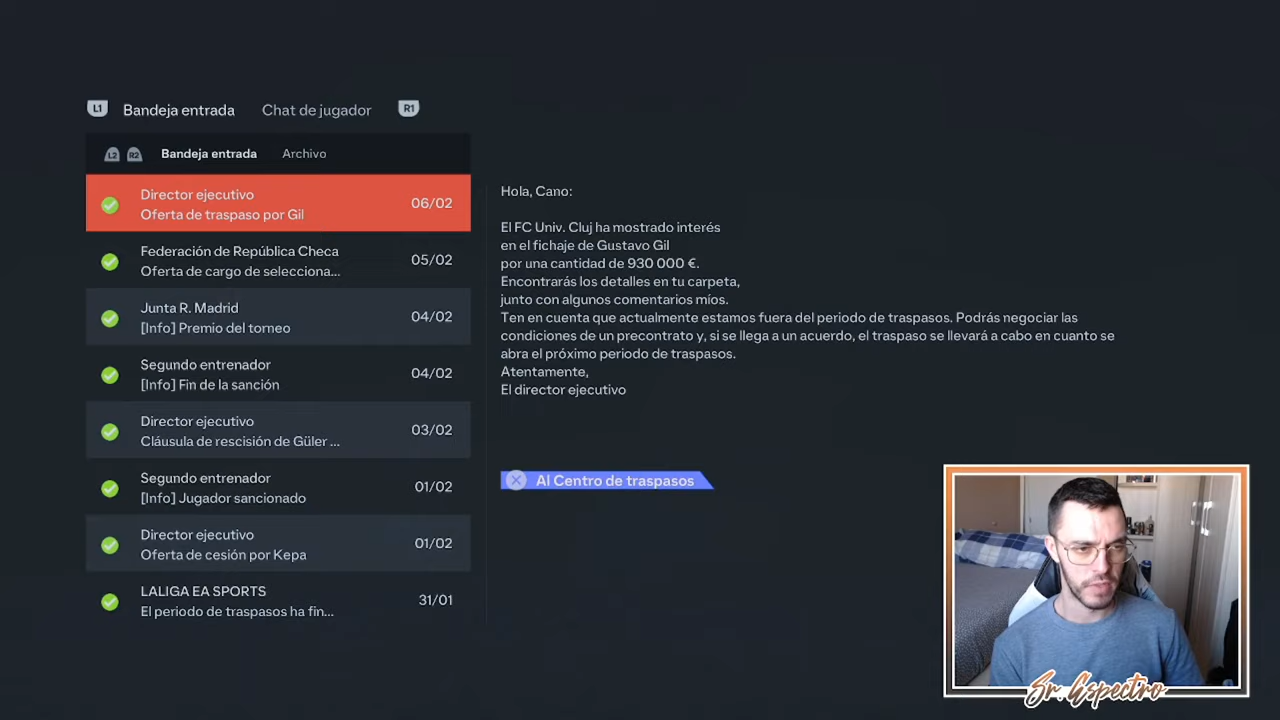 L1 Bandeja entrada Chat de jugador R1
L2 R2 Bandeja entrada Archivo
Director ejecutivo
Oferta de traspaso por Gil
06/02
Federación de República Checa
Oferta de cargo de selecciona...
05/02
Junta R. Madrid
[Info] Premio del torneo
04/02
Segundo entrenador
[Info] Fin de la sanción
04/02
Director ejecutivo
Cláusula de rescisión de Güler ...
03/02
Segundo entrenador
[Info] Jugador sancionado
01/02
Director ejecutivo
Oferta de cesión por Kepa
01/02
LALIGA EA SPORTS
El periodo de traspasos ha fin...
31/01
Hola, Cano:
El FC Univ. Cluj ha mostrado interés
en el fichaje de Gustavo Gil
por una cantidad de 930 000 €.
Encontrarás los detalles en tu carpeta,
junto con algunos comentarios míos.
Ten en cuenta que actualmente estamos fuera del periodo de traspasos. Podrás negociar las
condiciones de un precontrato y, si se llega a un acuerdo, el traspaso se llevará a cabo en cuanto se
abra el próximo periodo de traspasos.
Atentamente,
El director ejecutivo
Al Centro de traspasos
Sr. Espectro